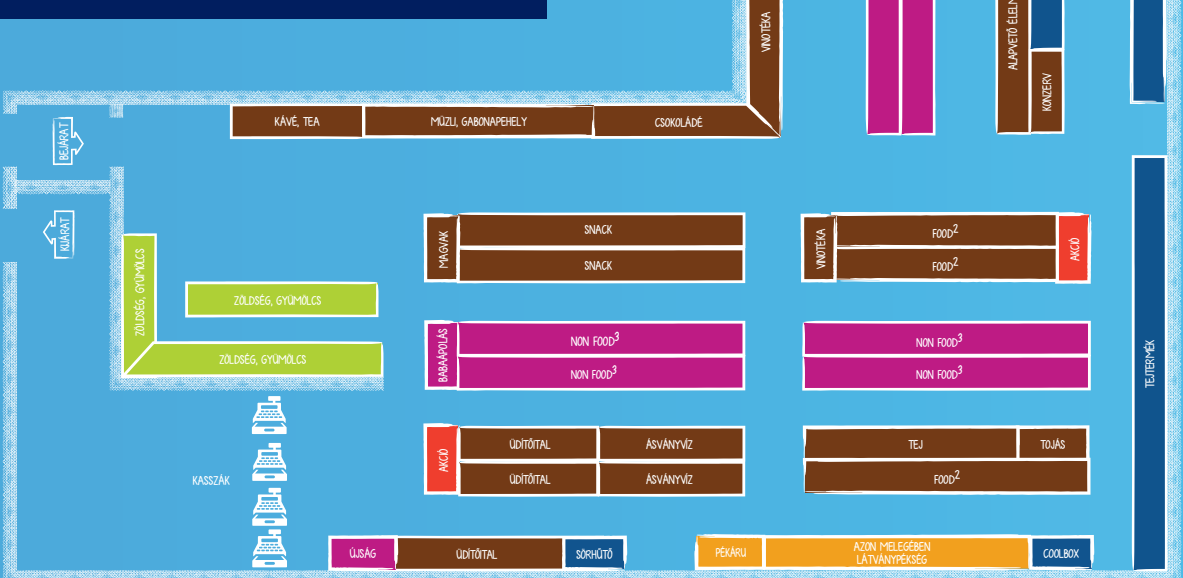 VINOTÉKA
ALAPVETŐ ÉLELM
KONZERV
KÁVÉ, TEA
MÜZLI, GABONAPEHELY
CSOKOLÁDÉ
BEJÁRAT
KIJÁRAT
ZÖLDSÉG, GYÜMÖLCS
ZÖLDSÉG, GYÜMÖLCS
ZÖLDSÉG, GYÜMÖLCS
MAGVAK
SNACK
SNACK
VINOTÉKA
FOOD²
FOOD²
AKCIÓ
BABAÁPOLÁS
NON FOOD³
NON FOOD³
NON FOOD³
NON FOOD³
TEJTERMÉK
KASSZÁK
AKCIÓ
ÜDÍTŐITAL
ÁSVÁNYVÍZ
ÜDÍTŐITAL
ÁSVÁNYVÍZ
TEJ
TOJÁS
FOOD²
ÚJSÁG
ÜDÍTŐITAL
SÖRHŰTŐ
PÉKÁRU
AZON MELEGÉBEN
LÁTVÁNYPÉKSÉG
COOLBOX